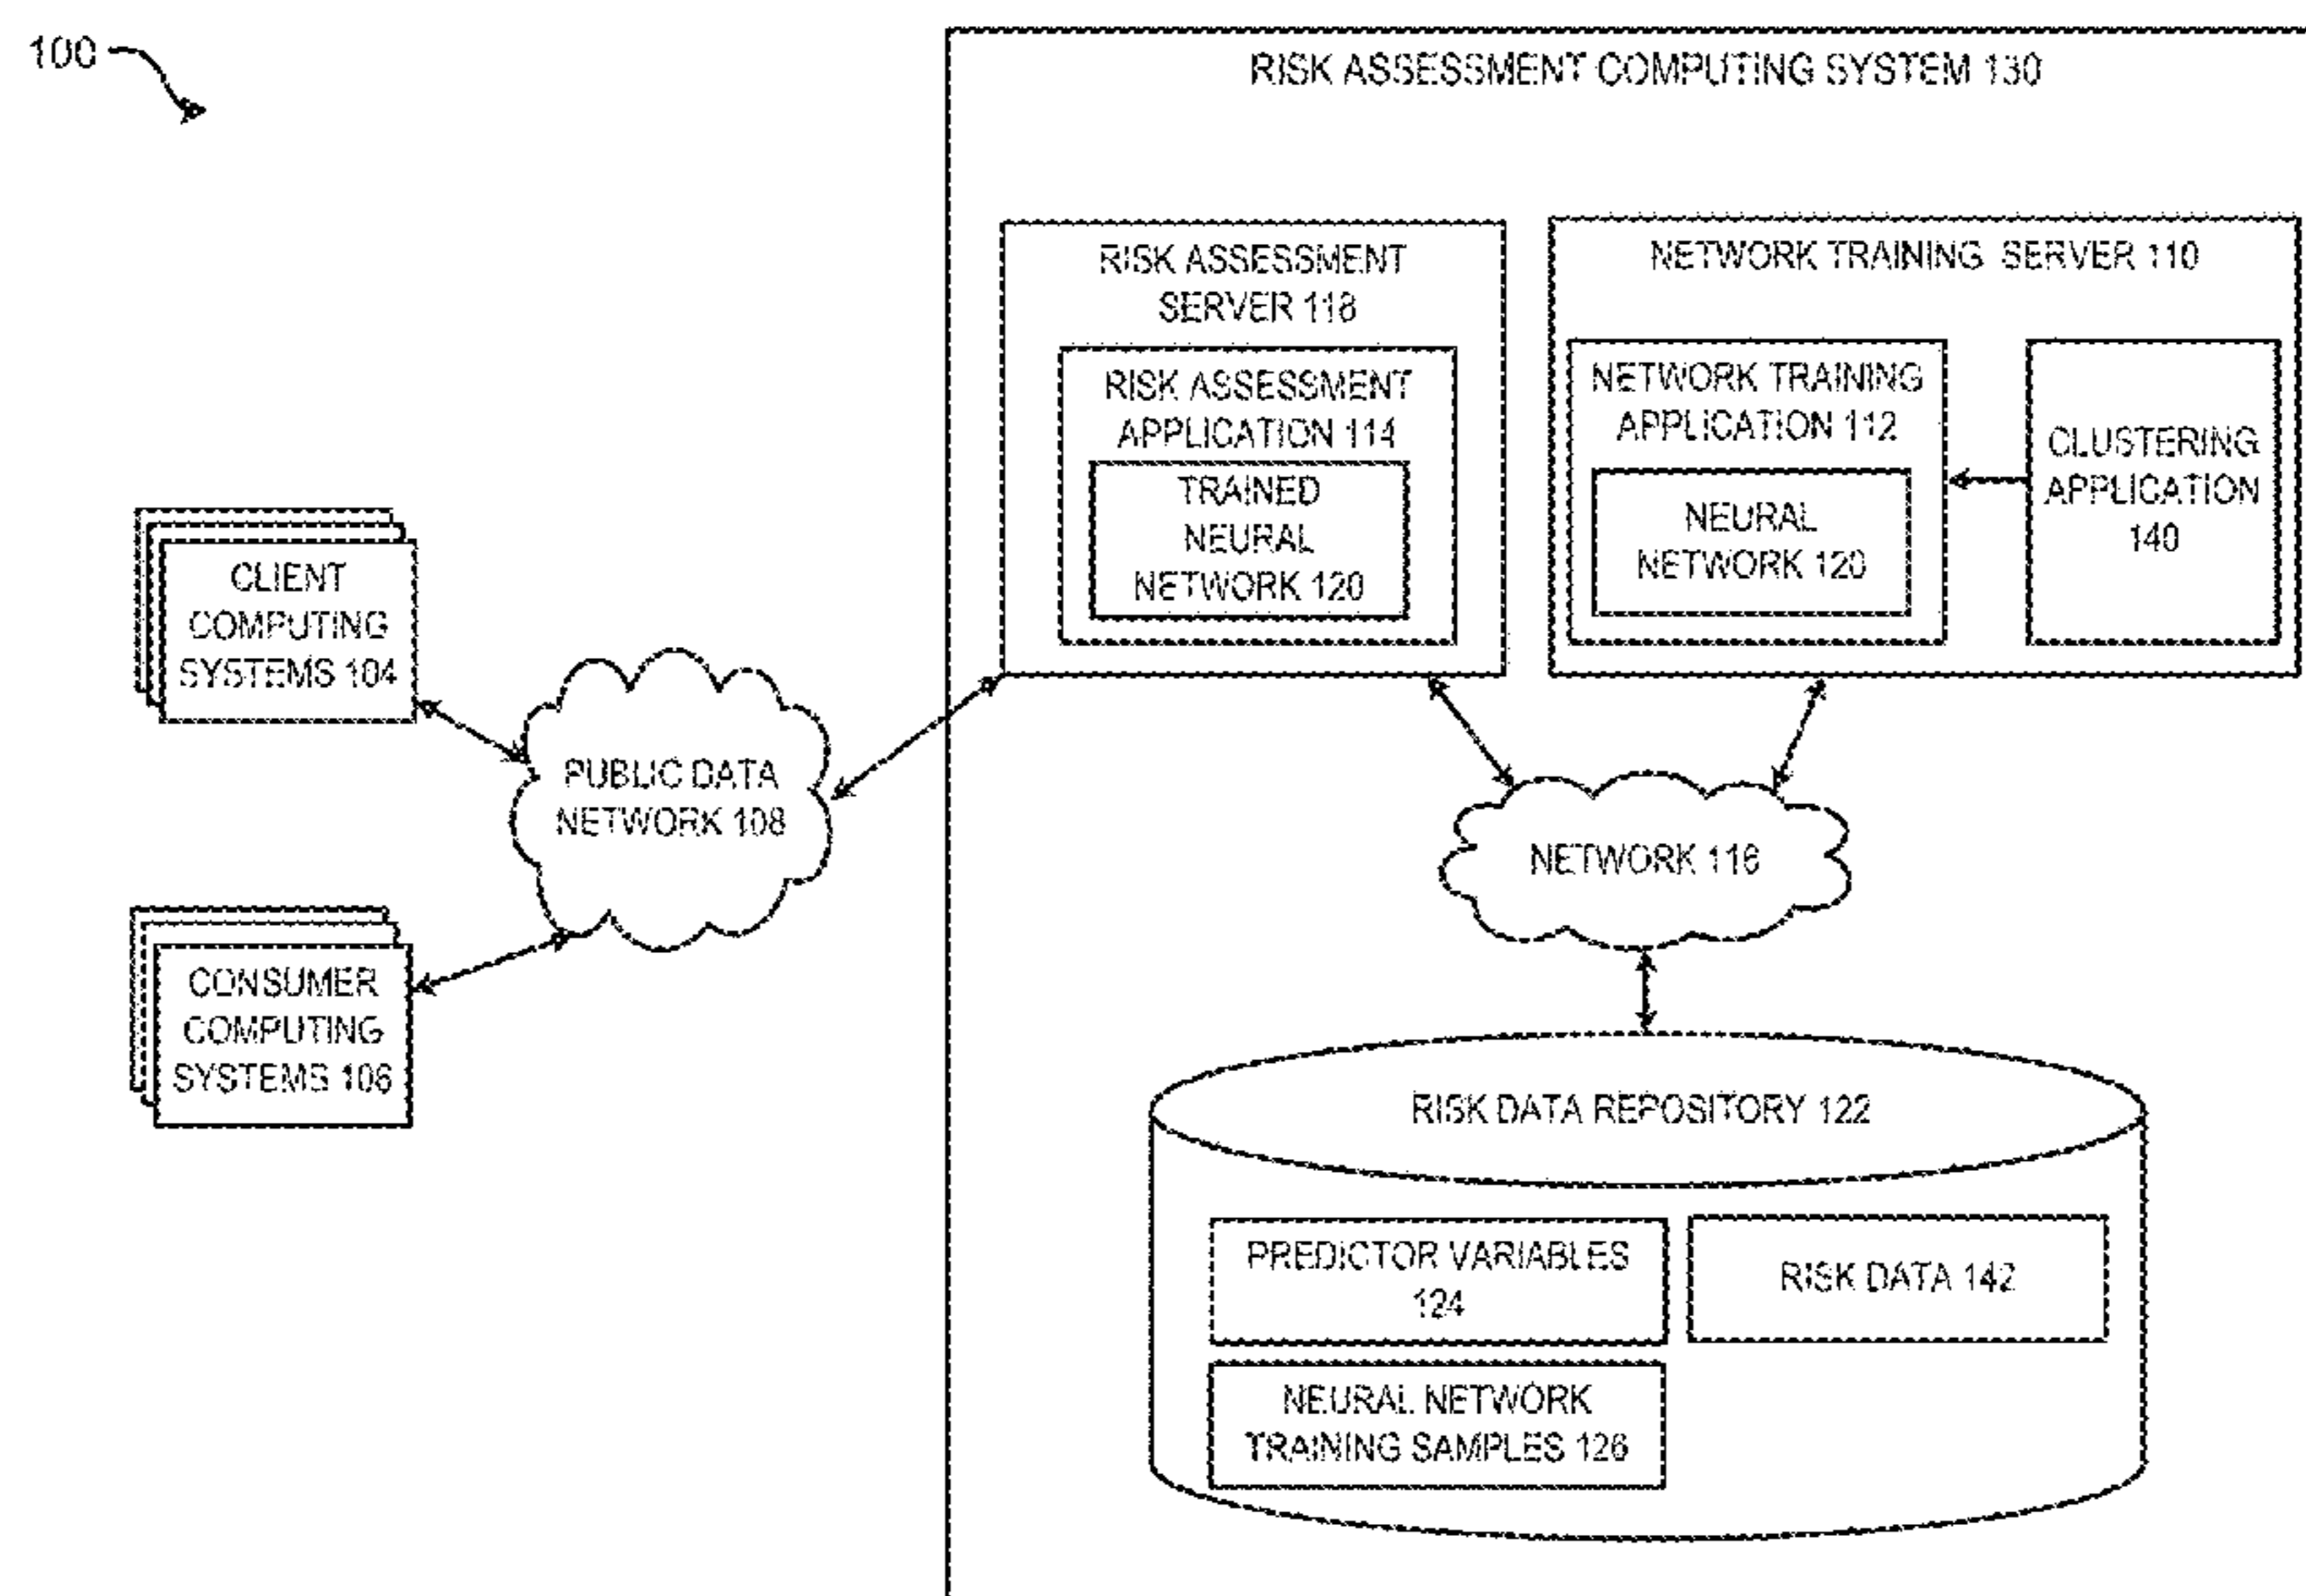 100
RISK ASSESSMENT COMPUTING SYSTEM 130
RISK ASSESSMENT
SERVER 118
RISK ASSESSMENT
APPLICATION 114
TRAINED
NEURAL
NETWORK 120
NETWORK TRAINING SERVER 110
NETWORK TRAINING
APPLICATION 112
NEURAL
NETWORK 120
CLUSTERING
APPLICATION
140
CLIENT
COMPUTING
SYSTEMS 104
PUBLIC DATA
NETWORK 108
CONSUMER
COMPUTING
SYSTEMS 106
NETWORK 116
RISK DATA REPOSITORY 122
PREDICTOR VARIABLES
124
RISK DATA 142
NEURAL NETWORK
TRAINING SAMPLES 126